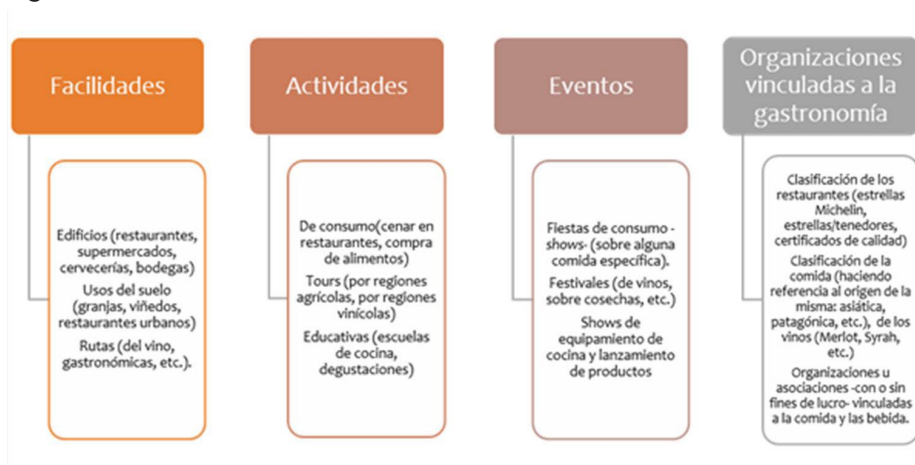 Facilidades
Edificios (restaurantes,
supermercados,
cervecerías, bodegas)
Usos del suelo
(granjas, viñedos,
restaurantes urbanos)
Rutas (del vino,
gastronómicas, etc.).
Actividades
De consumo(cenar en
restaurantes, compra
de alimentos)
Tours (por regiones
agrícolas, por regiones
vinícolas)
Educativas (escuelas
de cocina,
degustaciones)
Eventos
Fiestas de consumo -
shows- (sobre alguna
comida específica).
Festivales (de vinos,
sobre cosechas, etc.)
Shows de
equipamiento de
cocina y lanzamiento
de productos
Organizaciones
vinculadas a la
gastronomía
Clasificación de los
restaurantes (estrellas
Michelin,
estrellas/tenedores,
certificados de calidad)
Clasificación de la
comida (haciendo
referencia al origen de la
misma: asiática,
patagónica, etc.), de los
vinos (Merlot, Syrah,
etc.)
Organizaciones u
asociaciones -con o sin
fines de lucro- vinculadas
a la comida y las bebida.